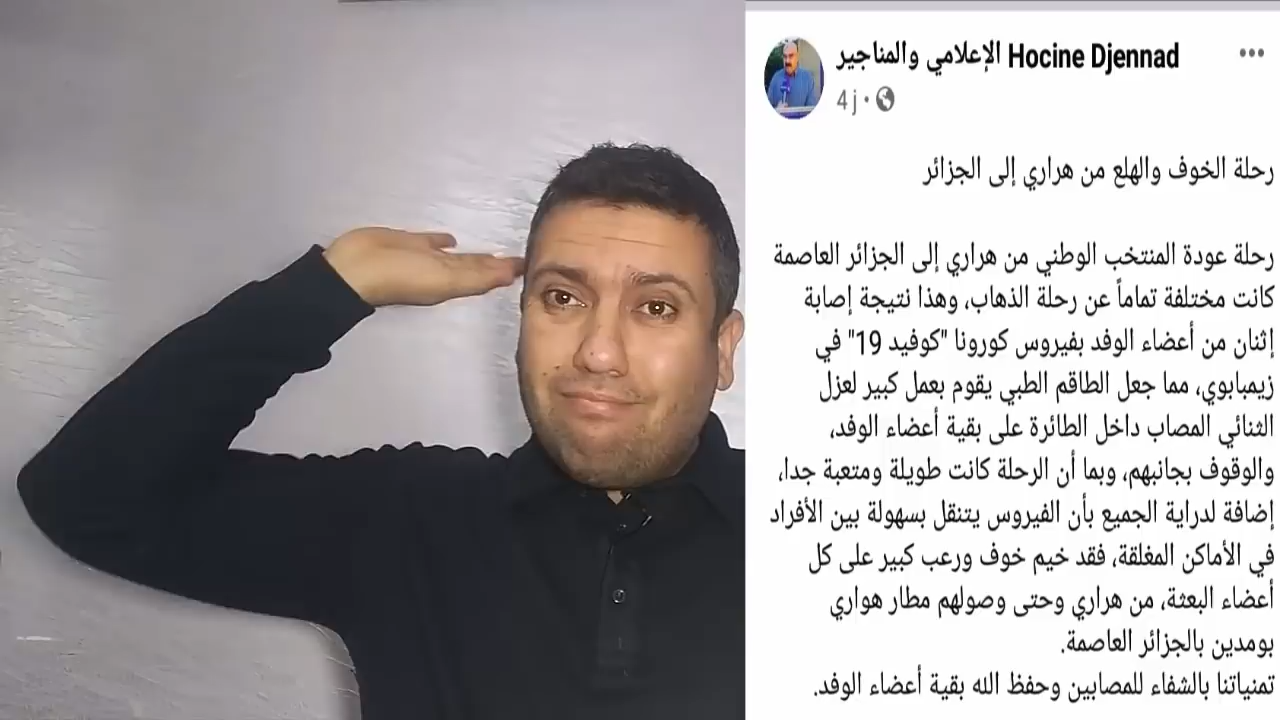 الإعلامي والمناجير Hocine Djennad
4 j
رحلة الخوف والهلع من هراري إلى الجزائر
رحلة عودة المنتخب الوطني من هراري إلى الجزائر العاصمة
كانت مختلفة تماماً عن رحلة الذهاب، وهذا نتيجة إصابة
إثنان من أعضاء الوفد بفيروس كورونا "كوفيد 19" في
زيمبابوي، مما جعل الطاقم الطبي يقوم بعمل كبير لعزل
الثنائي المصاب داخل الطائرة على بقية أعضاء الوفد،
والوقوف بجانبهم، وبما أن الرحلة كانت طويلة ومتعبة جدا،
إضافة لدراية الجميع بأن الفيروس يتنقل بسهولة بين الأفراد
في الأماكن المغلقة، فقد خيم خوف ورعب كبير على كل
أعضاء البعثة، من هراري وحتى وصولهم مطار هواري
بومدين بالجزائر العاصمة.
تمنياتنا بالشفاء للمصابين وحفظ الله بقية أعضاء الوفد.